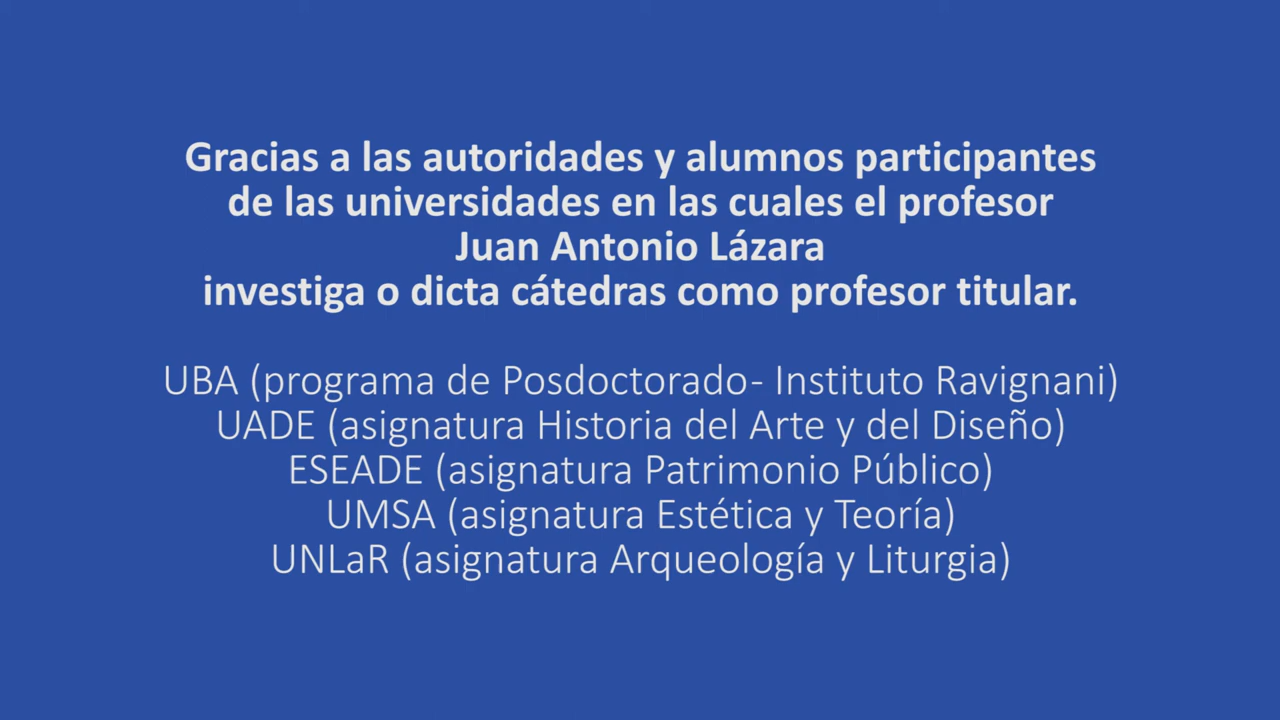 Gracias a las autoridades y alumnos participantes
de las universidades en las cuales el profesor
Juan Antonio Lázara
investiga o dicta cátedras como profesor titular.
UBA (programa de Posdoctorado- Instituto Ravignani)
UADE (asignatura Historia del Arte y del Diseño)
ESEADE (asignatura Patrimonio Público)
UMSA (asignatura Estética y Teoría)
UNLaR (asignatura Arqueología y Liturgia)